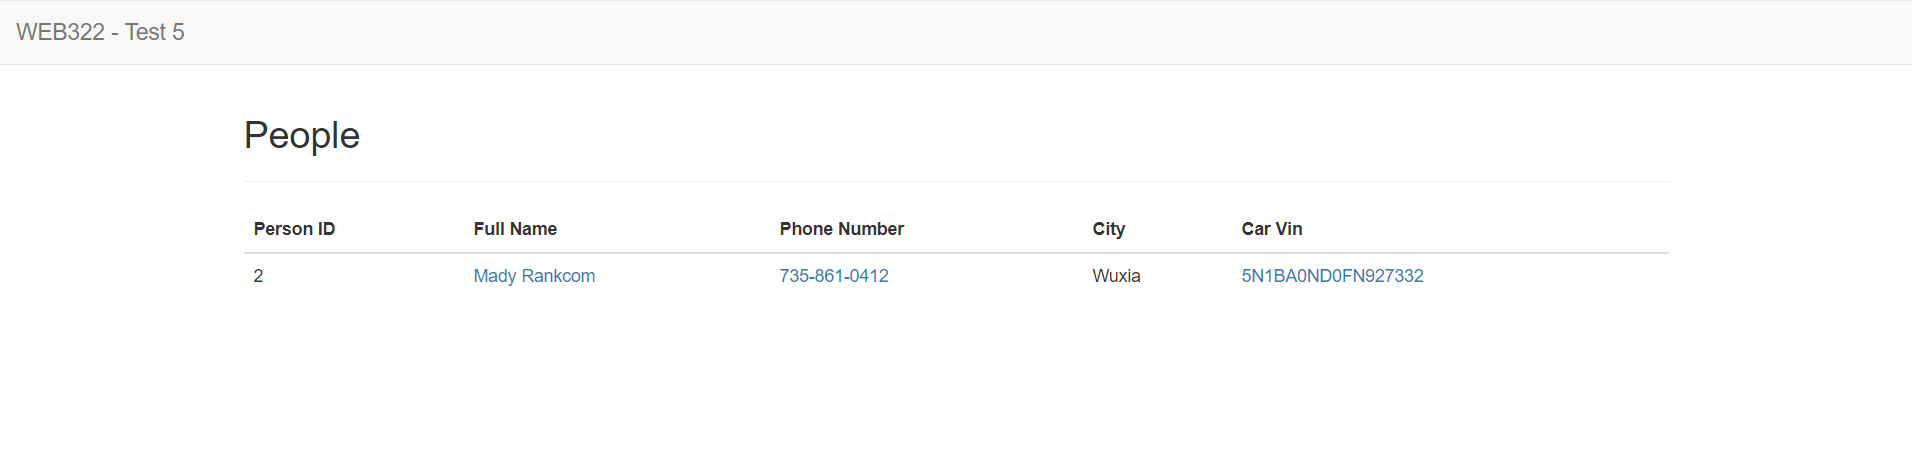 WEB322 - Test 5
People
Person ID Full Name Phone Number City Car Vin
2 Mady Rankcom 735-861-0412 Wuxia 5N1BA0ND0FN927332